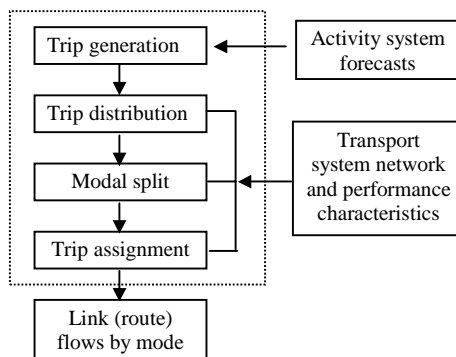 Trip generation
Activity system
forecasts
Trip distribution
Transport
system network
and performance
characteristics
Modal split
Trip assignment
Link (route)
flows by mode